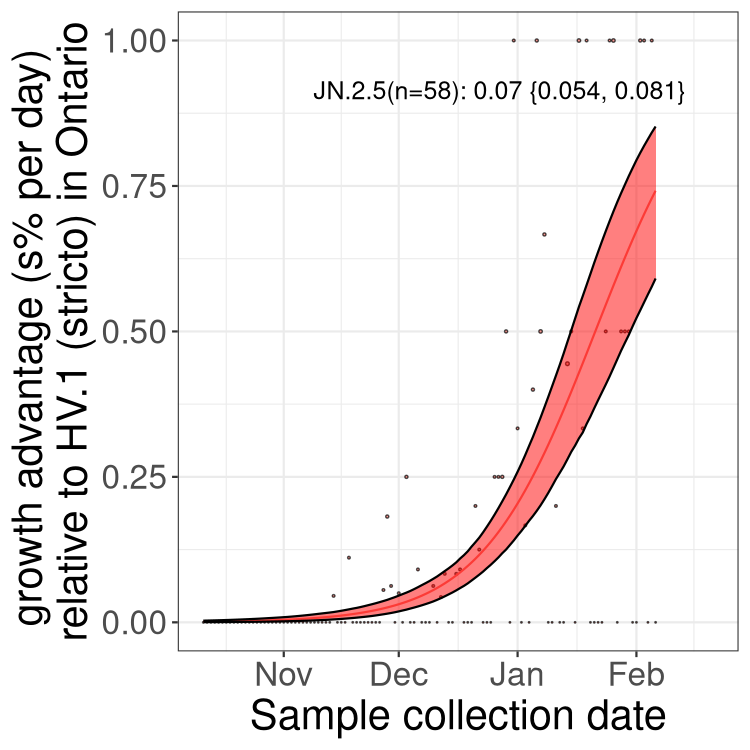 growth advantage (s% per day)
relative to HV.1 (stricto) in Ontario
1.00
0.75
0.50
0.25
0.00
JN.2.5(n=58): 0.07 {0.054, 0.081}
Nov Dec Jan Feb
Sample collection date